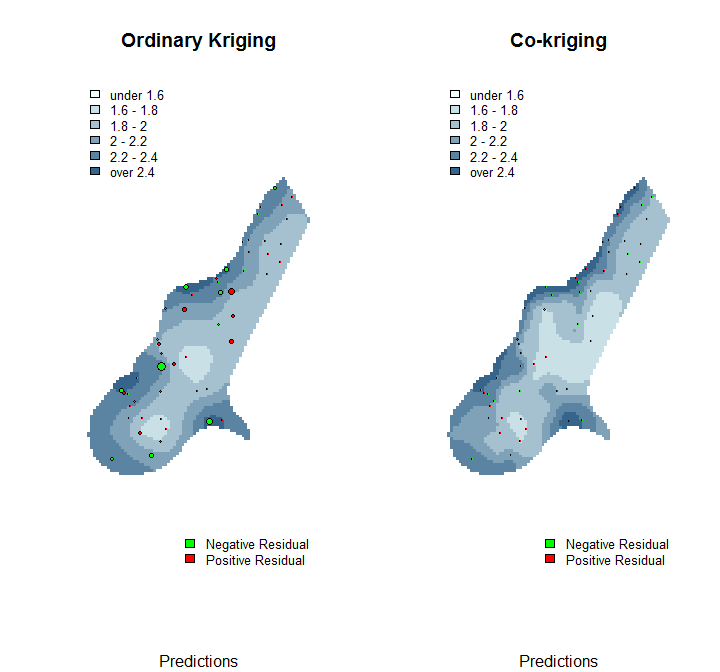 Ordinary Kriging
under 1.6
1.6 - 1.8
1.8 - 2
2 - 2.2
2.2 - 2.4
over 2.4
Negative Residual
Positive Residual
Predictions
Co-kriging
under 1.6
1.6 - 1.8
1.8 - 2
2 - 2.2
2.2 - 2.4
over 2.4
Negative Residual
Positive Residual
Predictions